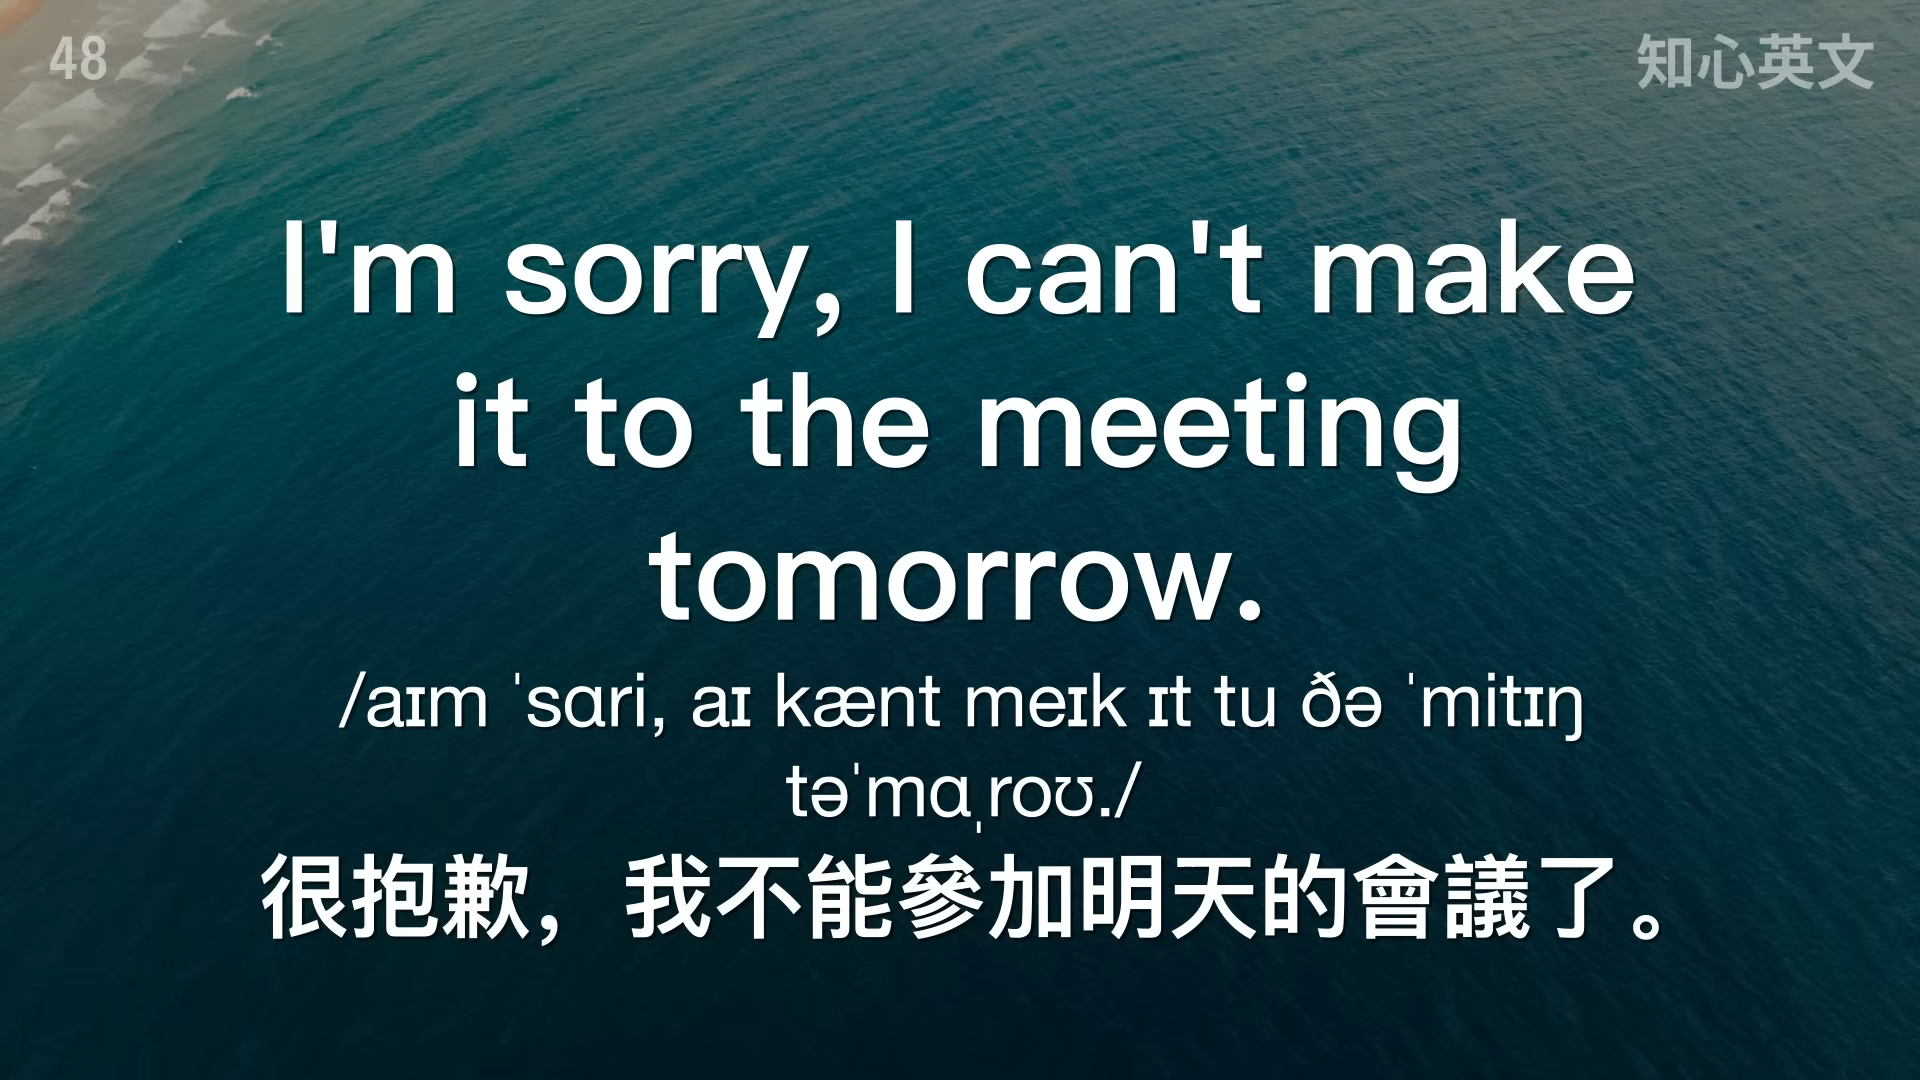 48
知心英文
I'm sorry, I can't make
it to the meeting
tomorrow.
/aɪm ˈsɑri, aɪ kænt meɪk ɪt tu ðə ˈmitɪŋ
təˈmɑˌroʊ./
很抱歉，我不能參加明天的會議了。